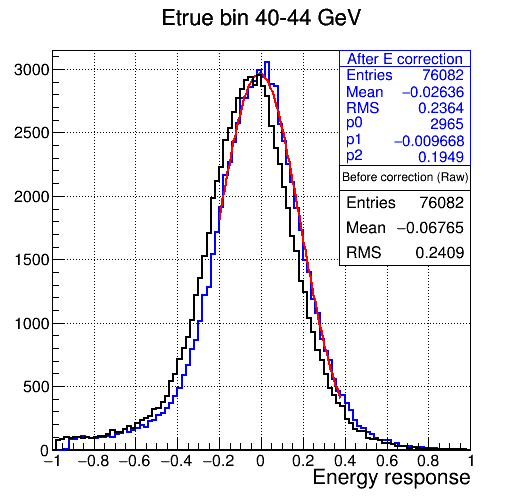 Etrue bin 40-44 GeV
After E correction
Entries 76082
Mean −0.02636
RMS 0.2364
p0 2965
p1 −0.009668
p2 0.1949
Before correction (Raw)
Entries 76082
Mean −0.06765
RMS 0.2409
3000
2500
2000
1500
1000
500
0
−1 −0.8 −0.6 −0.4 −0.2 0 0.2 0.4 0.6 0.8 1
Energy response